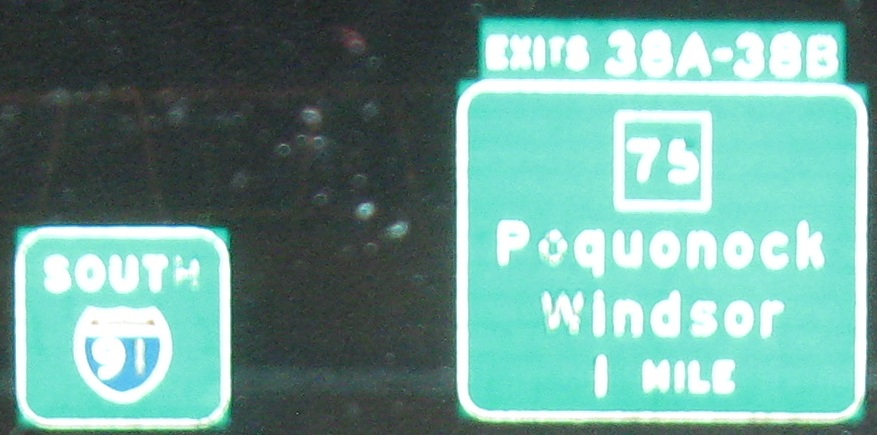 EXITS 38A-38B
75
Poquonock
Windsor
1 MILE
SOUTH
91